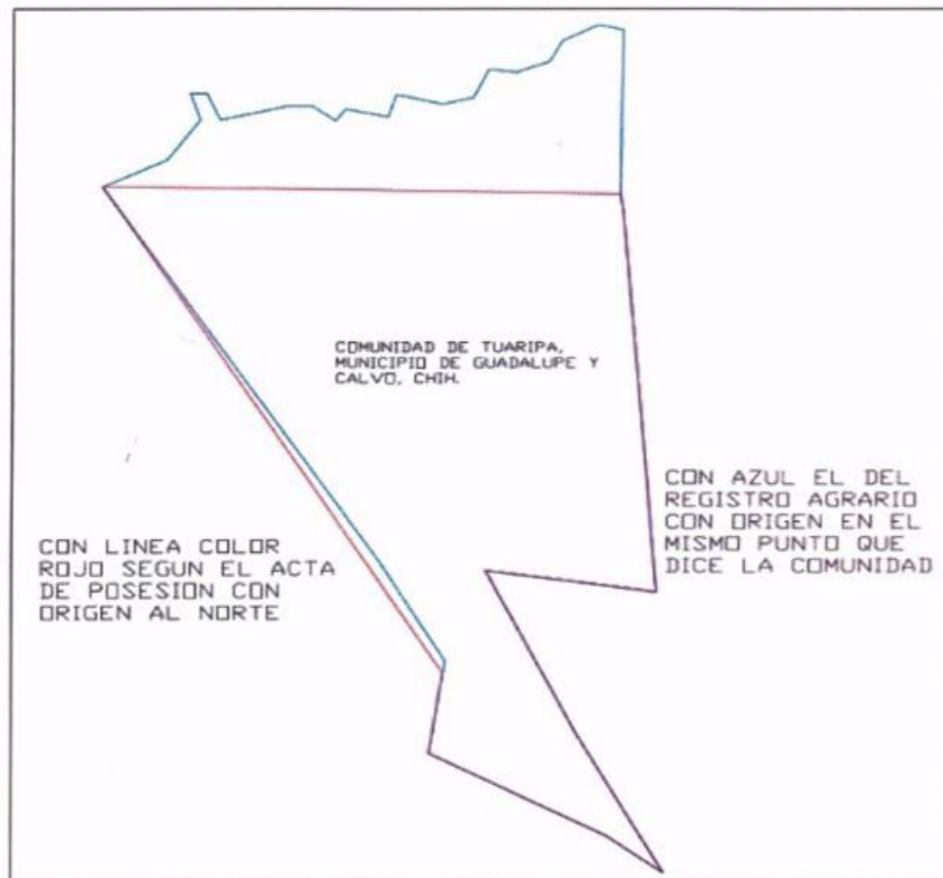 COMUNIDAD DE TUARIPA,
MUNICIPIO DE GUADALUPE Y
CALVO, CHIH.
CON AZUL EL DEL
REGISTRO AGRARIO
CON ORIGEN EN EL
MISMO PUNTO QUE
DICE LA COMUNIDAD
CON LINEA COLOR
ROJO SEGUN EL ACTA
DE POSESION CON
ORIGEN AL NORTE